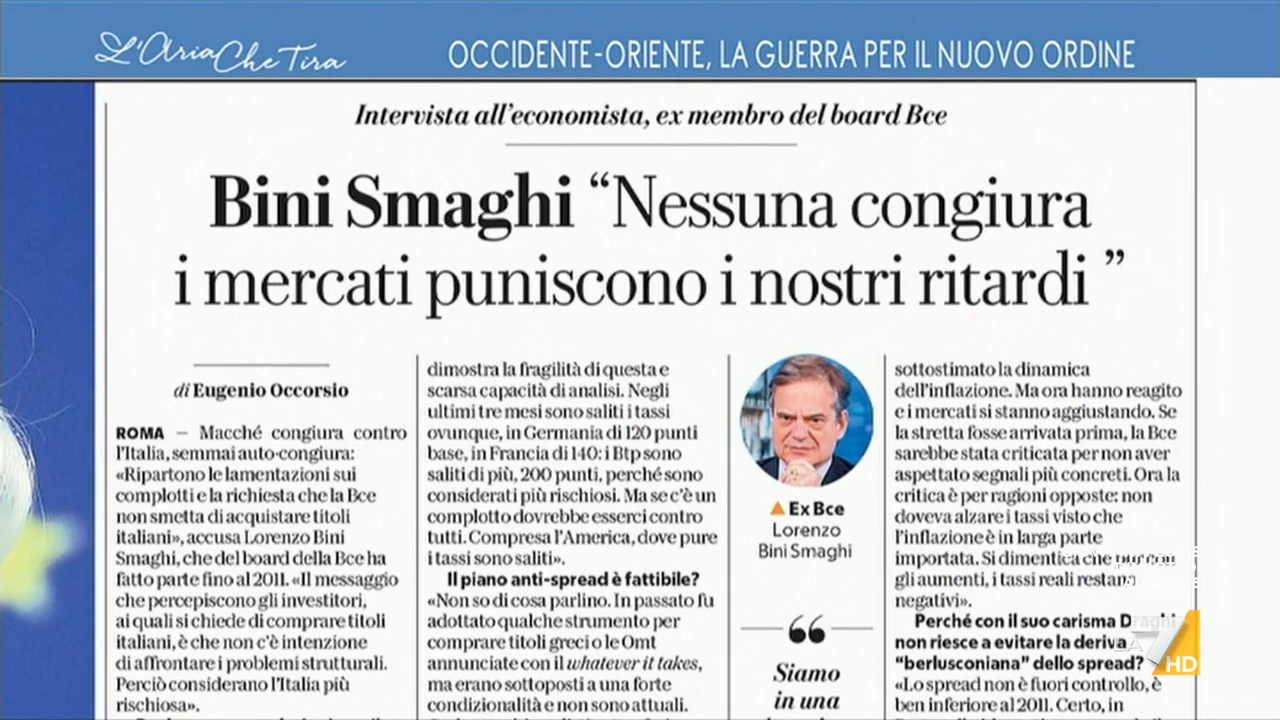 L'Aria Che Tira
OCCIDENTE-ORIENTE, LA GUERRA PER IL NUOVO ORDINE
Intervista all'economista, ex membro del board Bce
Bini Smaghi “Nessuna congiura
i mercati puniscono i nostri ritardi ”
di Eugenio Occorsio
ROMA – Macché congiura contro
l'Italia, semmai auto-congiura:
«Ripartono le lamentazioni sui
complotti e la richiesta che la Bce
non smetta di acquistare titoli
italiani», accusa Lorenzo Bini
Smaghi, che del board della Bce ha
fatto parte fino al 2011. «Il messaggio
che percepiscono gli investitori,
ai quali si chiede di comprare titoli
italiani, è che non c'è intenzione
di affrontare i problemi strutturali.
Perciò considerano l'Italia più
rischiosa».
dimostra la fragilità di questa e
scarsa capacità di analisi. Negli
ultimi tre mesi sono saliti i tassi
ovunque, in Germania di 120 punti
base, in Francia di 140: i Btp sono
saliti di più, 200 punti, perché sono
considerati più rischiosi. Ma se c'è un
complotto dovrebbe esserci contro
tutti. Compresa l'America, dove pure
i tassi sono saliti».
Il piano anti-spread è fattibile?
«Non so di cosa parlino. In passato fu
adottato qualche strumento per
comprare titoli greci o le Omt
annunciate con il whatever it takes,
ma erano sottoposti a una forte
condizionalità e non sono attuali.
▲ Ex Bce
Lorenzo
Bini Smaghi
“
Siamo
in una
sottostimato la dinamica
dell'inflazione. Ma ora hanno reagito
e i mercati si stanno aggiustando. Se
la stretta fosse arrivata prima, la Bce
sarebbe stata criticata per non aver
aspettato segnali più concreti. Ora la
critica è per ragioni opposte: non
doveva alzare i tassi visto che
l'inflazione è in larga parte
importata. Si dimentica che
gli aumenti, i tassi reali restano
negativi».
Perché con il suo carisma Draghi
non riesce a evitare la deriva
“berlusconiana” dello spread?
«Lo spread non è fuori controllo, è
ben inferiore al 2011. Certo, in
LA7 HD